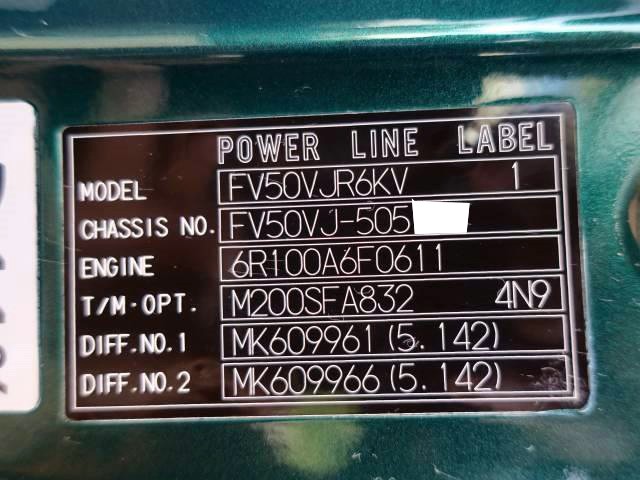 POWER LINE LABEL
MODEL FV50VJR6KV 1
CHASSIS NO. FV50VJ-505
ENGINE 6R100A6F0611
T/M·OPT. M200SFA832 4N9
DIFF.NO.1 MK609961 (5.142)
DIFF.NO.2 MK609966 (5.142)